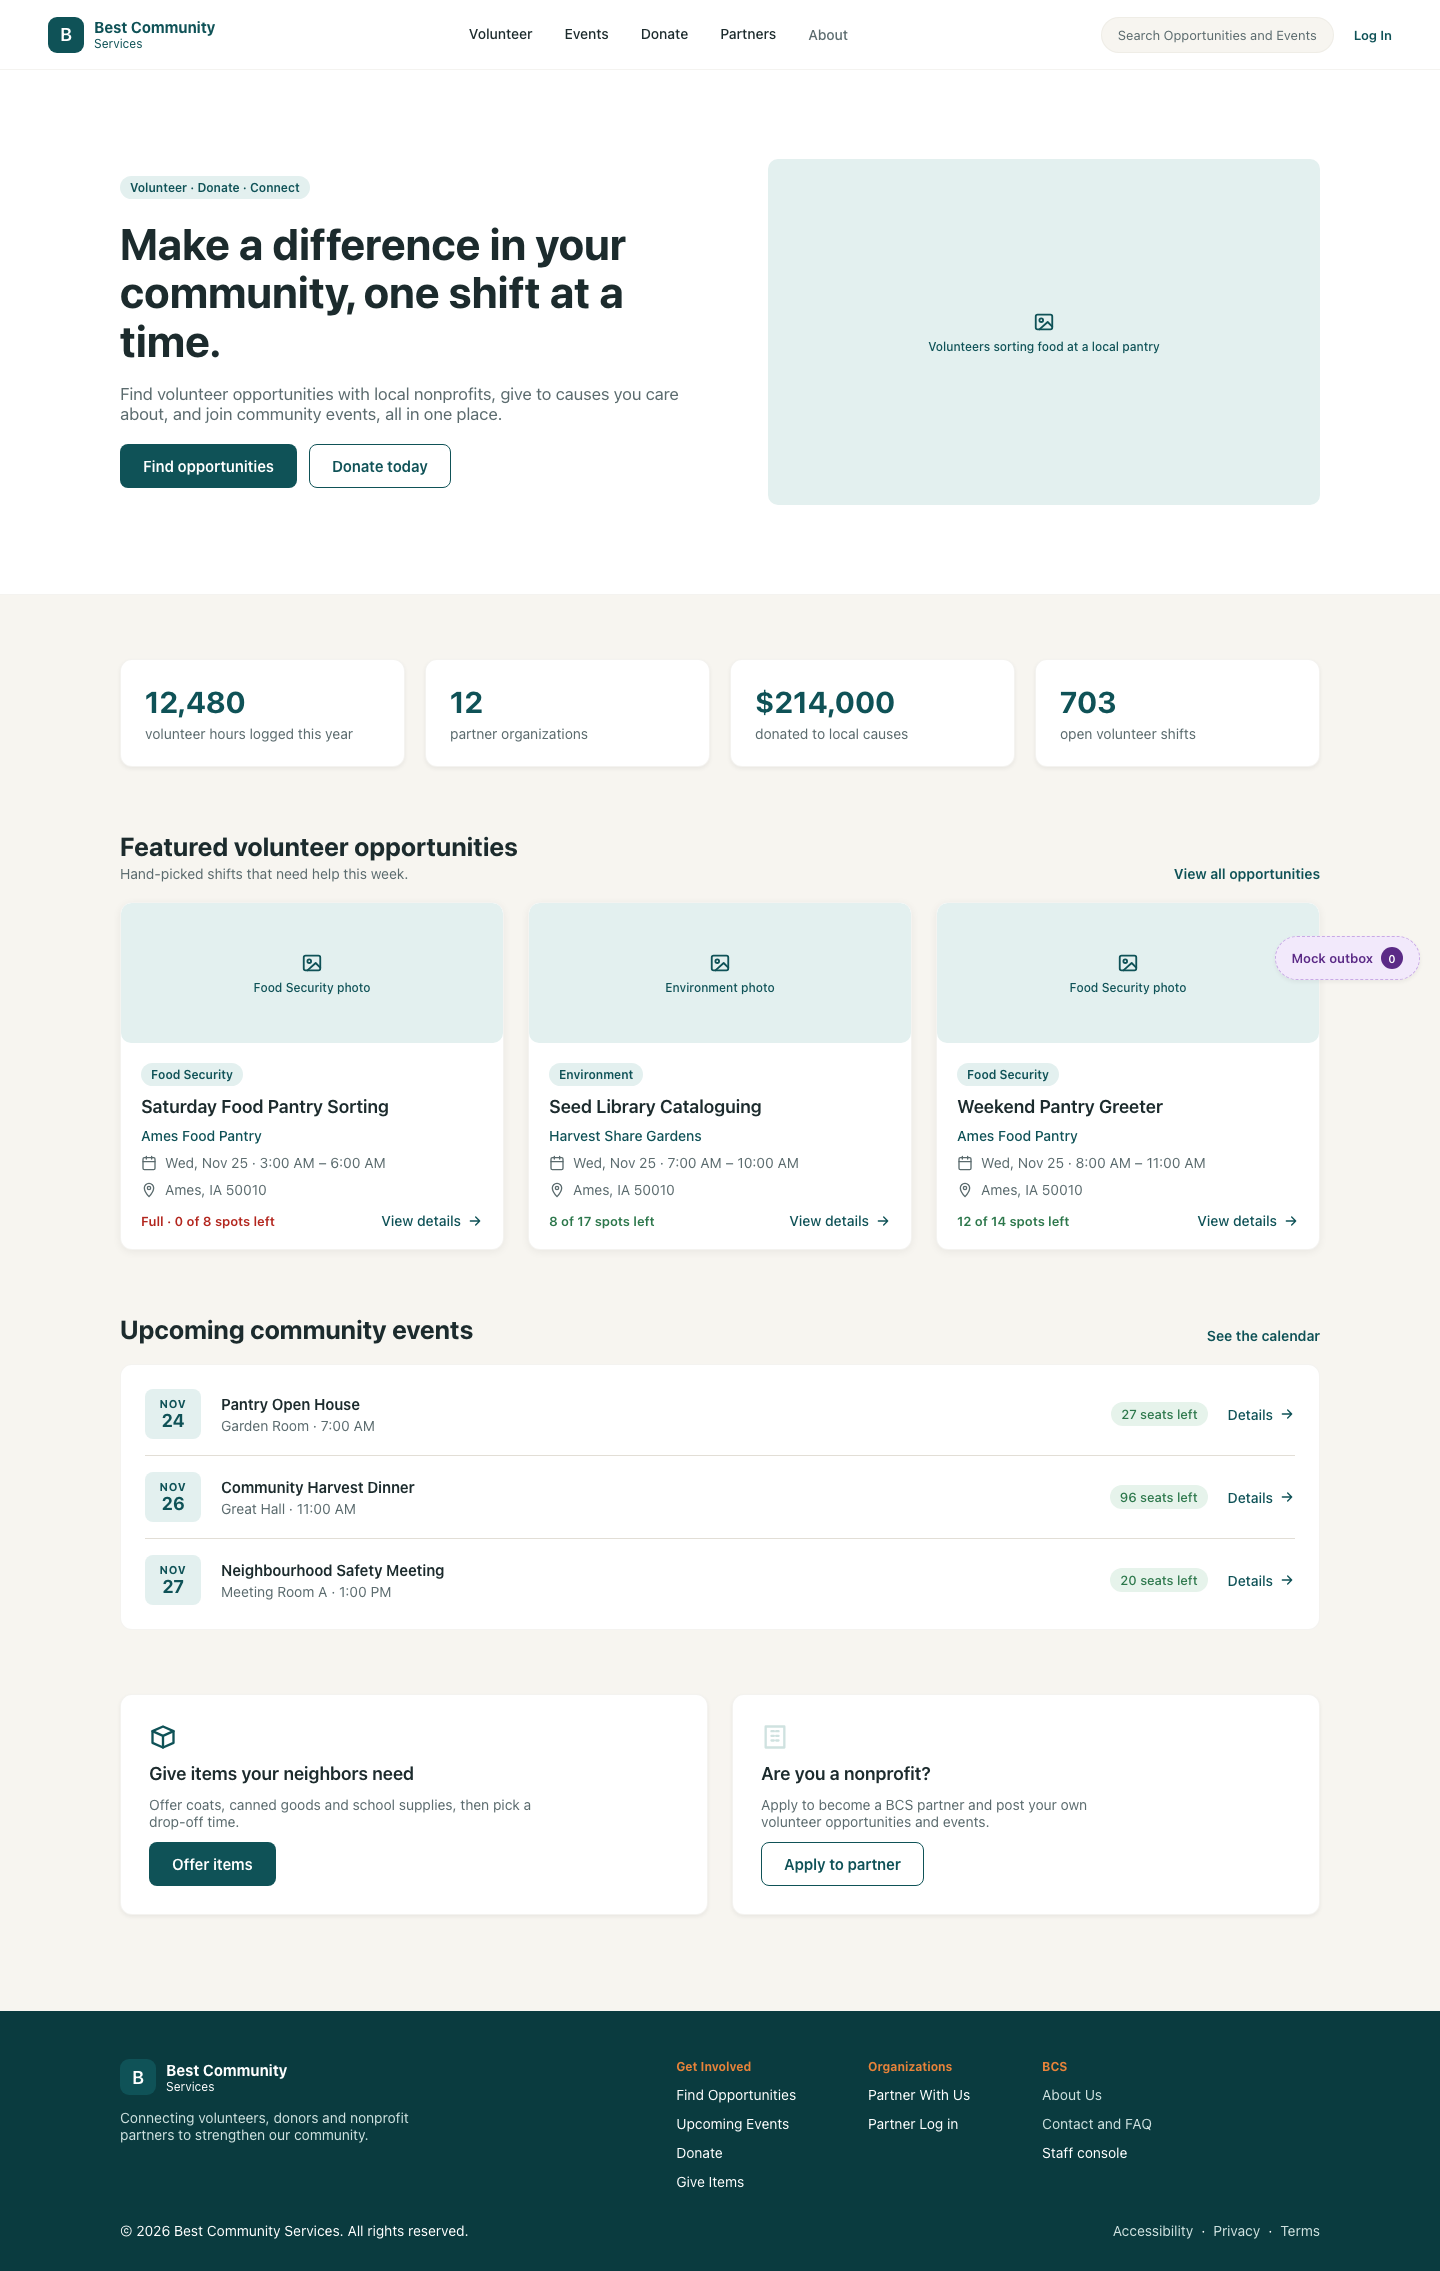 B
Best Community
Services
Volunteer
Events
Donate
Partners
About
Search Opportunities and Events
Log In
Volunteer · Donate · Connect
Make a difference in your
community, one shift at a
time.
Find volunteer opportunities with local nonprofits, give to causes you care
about, and join community events, all in one place.
Find opportunities
Donate today
Volunteers sorting food at a local pantry
12,480
volunteer hours logged this year
12
partner organizations
$214,000
donated to local causes
703
open volunteer shifts
Featured volunteer opportunities
Hand-picked shifts that need help this week.
View all opportunities
Food Security photo
Food Security
Saturday Food Pantry Sorting
Ames Food Pantry
Wed, Nov 25 · 3:00 AM – 6:00 AM
Ames, IA 50010
Full · 0 of 8 spots left
View details
Environment photo
Environment
Seed Library Cataloguing
Harvest Share Gardens
Wed, Nov 25 · 7:00 AM – 10:00 AM
Ames, IA 50010
8 of 17 spots left
View details
Food Security photo
Food Security
Weekend Pantry Greeter
Ames Food Pantry
Wed, Nov 25 · 8:00 AM – 11:00 AM
Ames, IA 50010
12 of 14 spots left
View details
Mock outbox 0
Upcoming community events
See the calendar
NOV
24
Pantry Open House
Garden Room · 7:00 AM
27 seats left
Details
NOV
26
Community Harvest Dinner
Great Hall · 11:00 AM
96 seats left
Details
NOV
27
Neighbourhood Safety Meeting
Meeting Room A · 1:00 PM
20 seats left
Details
Give items your neighbors need
Offer coats, canned goods and school supplies, then pick a
drop-off time.
Offer items
Are you a nonprofit?
Apply to become a BCS partner and post your own
volunteer opportunities and events.
Apply to partner
B
Best Community
Services
Connecting volunteers, donors and nonprofit
partners to strengthen our community.
Get Involved
Find Opportunities
Upcoming Events
Donate
Give Items
Organizations
Partner With Us
Partner Log in
BCS
About Us
Contact and FAQ
Staff console
© 2026 Best Community Services. All rights reserved.
Accessibility · Privacy · Terms